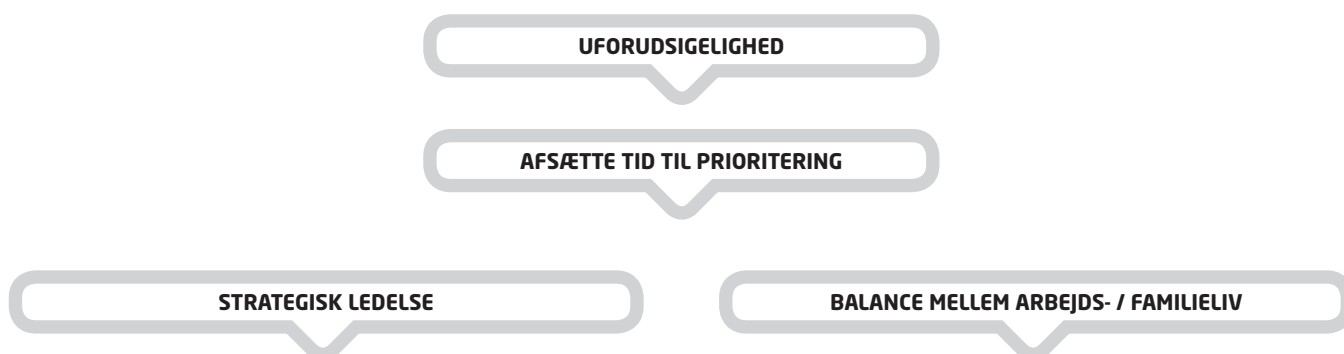 UFORUDSIGELIGHED
AFSÆTTE TID TIL PRIORITERING
STRATEGISK LEDELSE
BALANCE MELLEM ARBEJDS- / FAMILIELIV